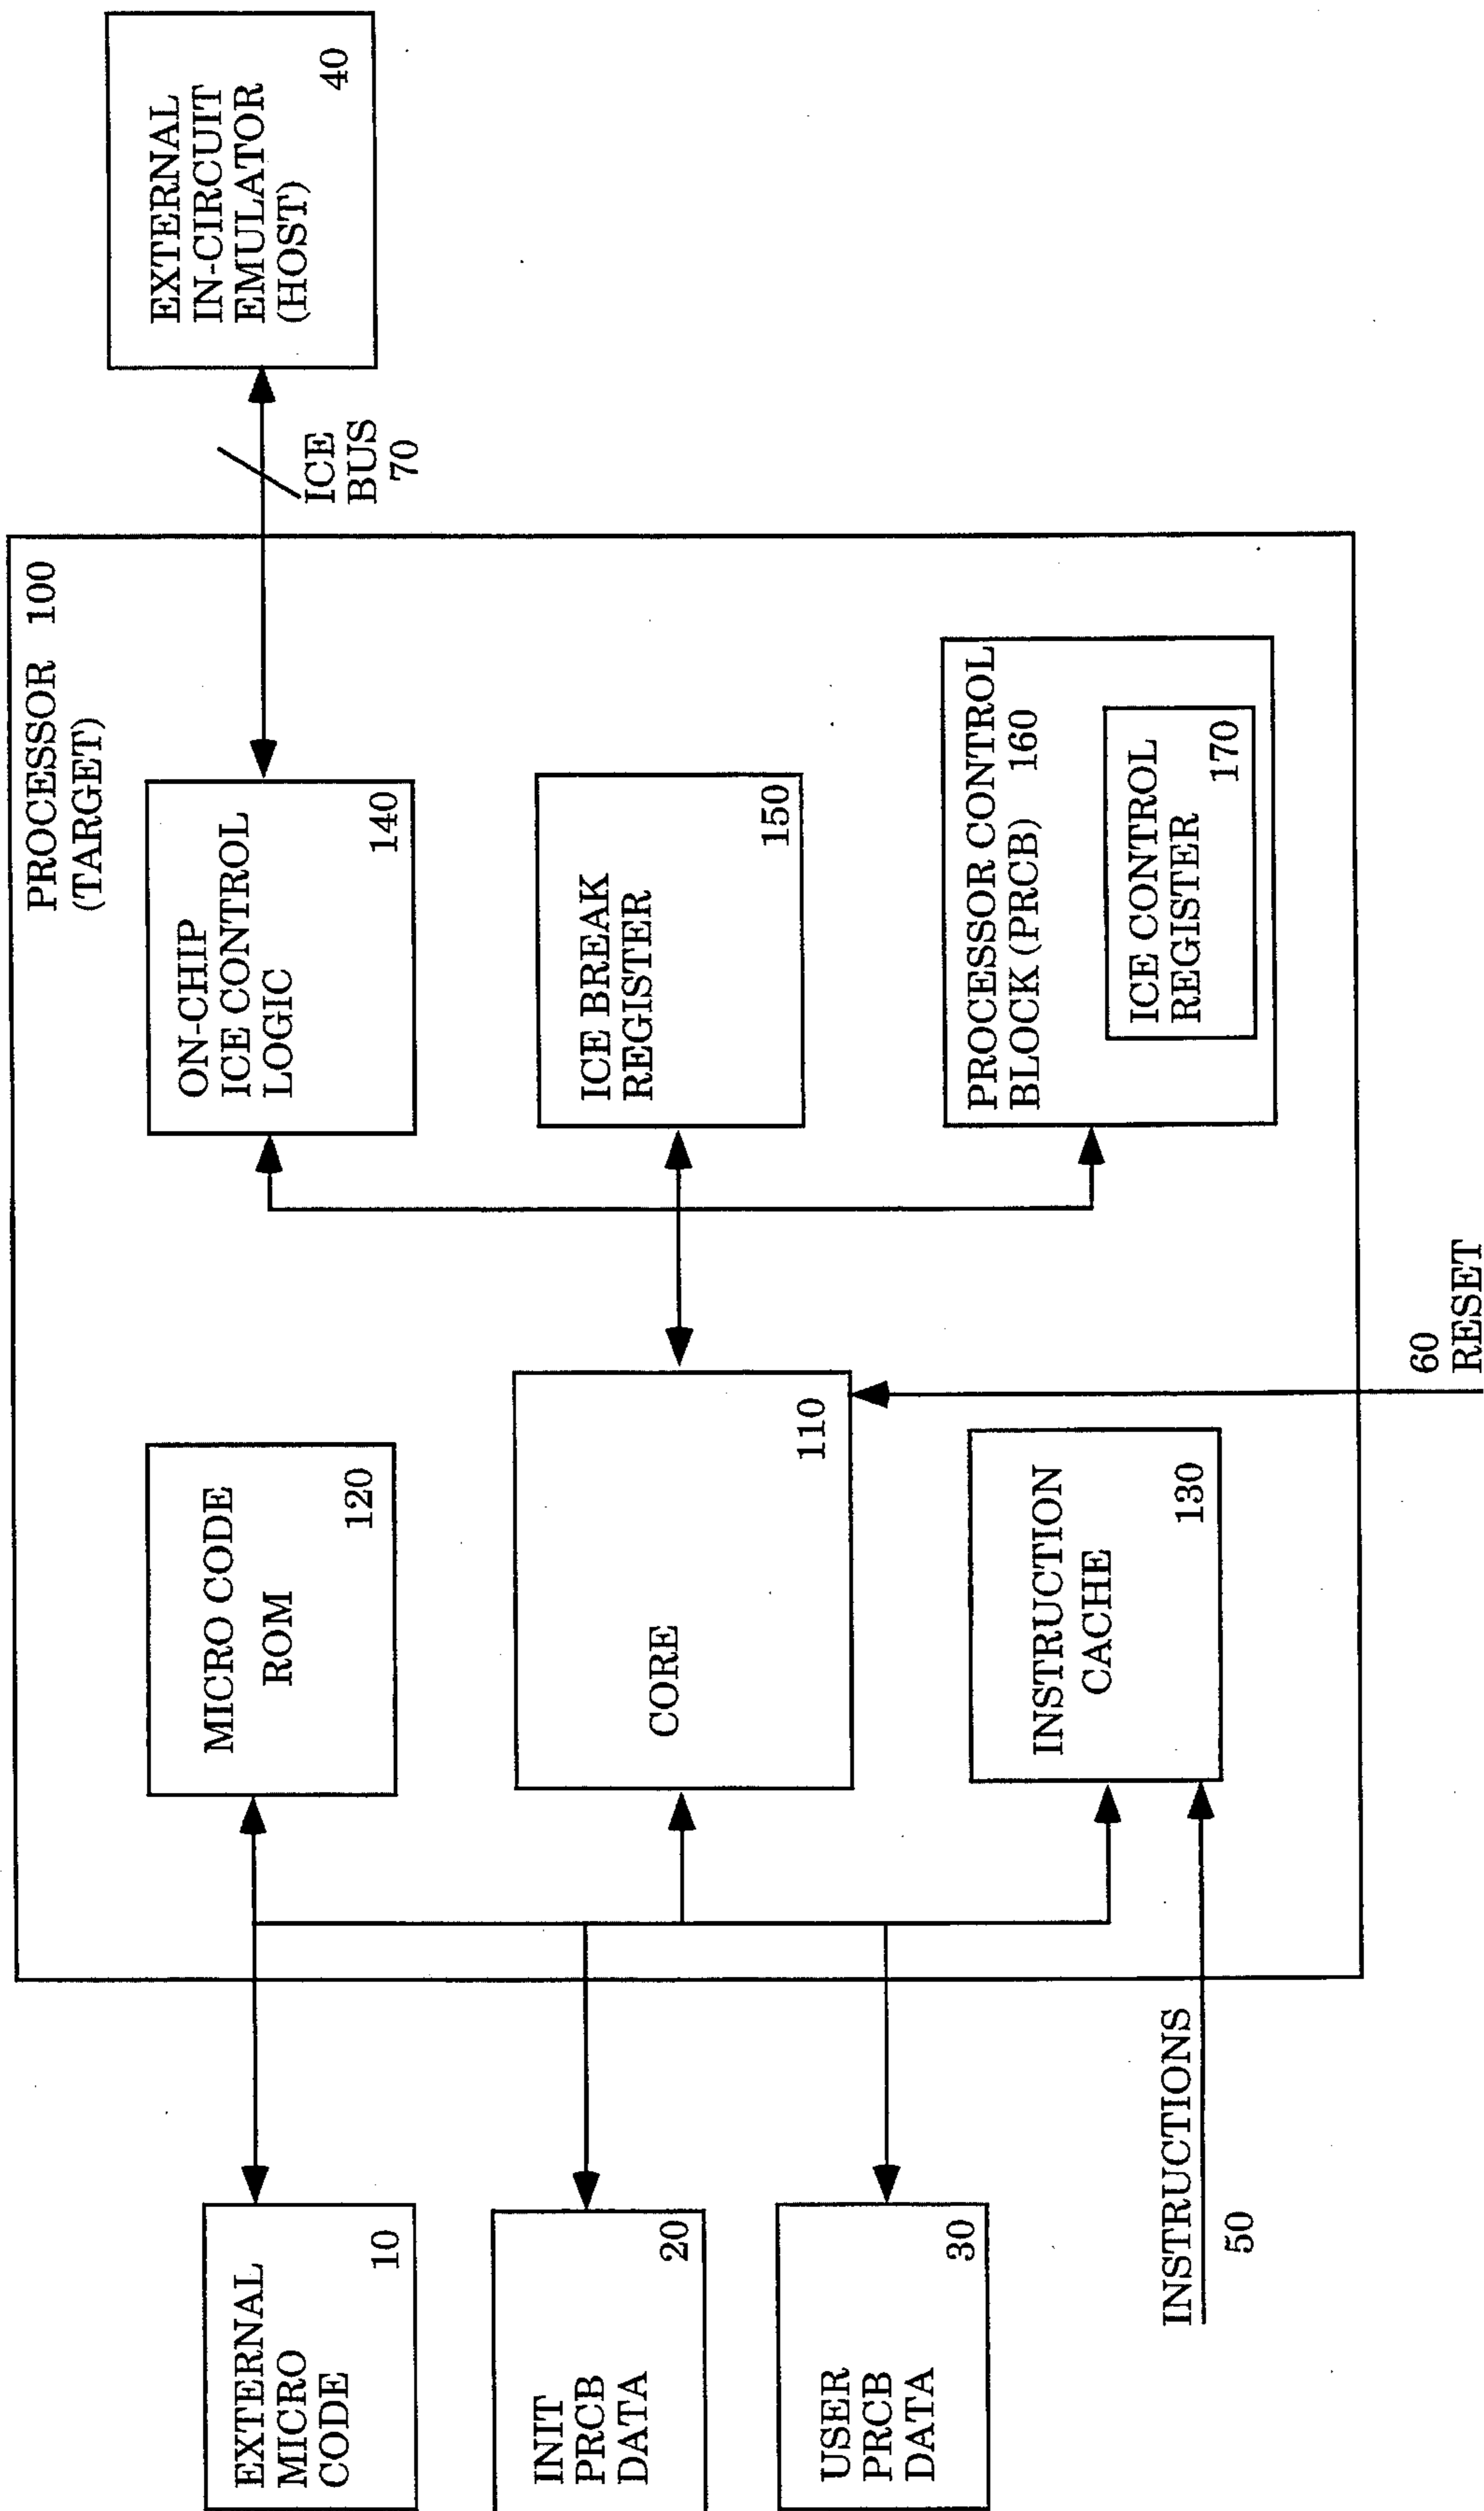 EXTERNAL
MICRO
CODE
10
INIT
PRCB
DATA
20
USER
PRCB
DATA
30
INSTRUCTIONS
50
PROCESSOR 100
(TARGET)
MICRO CODE
ROM
120
CORE
110
INSTRUCTION
CACHE
130
60
RESET
ON-CHIP
ICE CONTROL
LOGIC
140
ICE BREAK
REGISTER
150
PROCESSOR CONTROL
BLOCK (PRCB) 160
ICE CONTROL
REGISTER
170
ICE
BUS
70
EXTERNAL
IN-CIRCUIT
EMULATOR
(HOST)
40